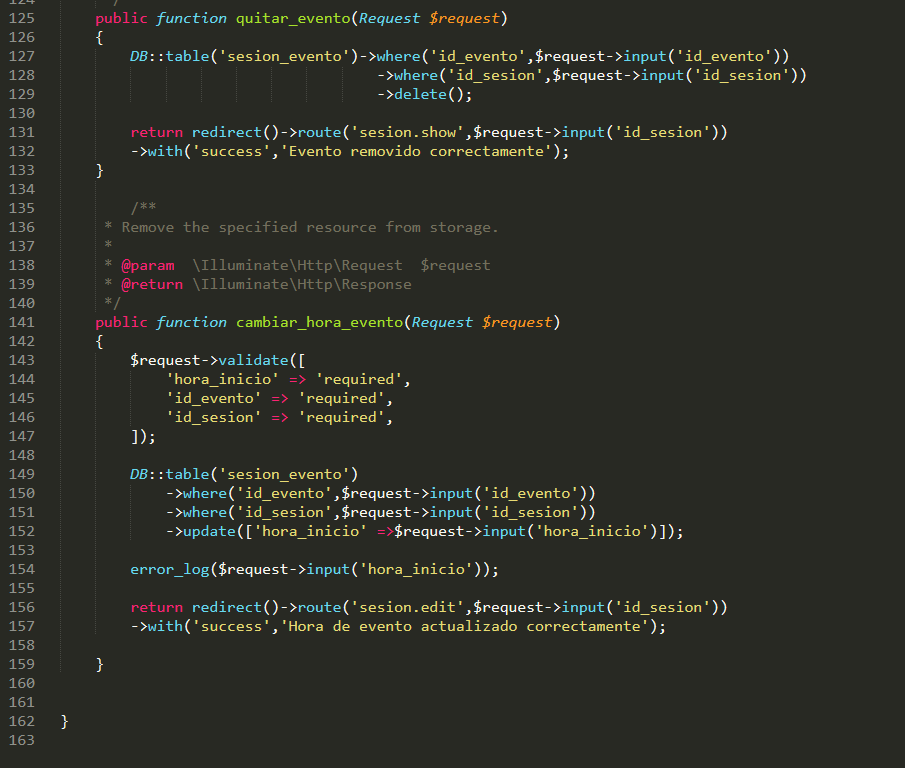 124 /
125 public function quitar_evento(Request $request)
126 {
127 DB::table('sesion_evento')->where('id_evento',$request->input('id_evento'))
128 ->where('id_sesion',$request->input('id_sesion'))
129 ->delete();
130
131 return redirect()->route('sesion.show',$request->input('id_sesion'))
132 ->with('success','Evento removido correctamente');
133 }
134
135 /**
136 * Remove the specified resource from storage.
137 *
138 * @param  \Illuminate\Http\Request  $request
139 * @return \Illuminate\Http\Response
140 */
141 public function cambiar_hora_evento(Request $request)
142 {
143 $request->validate([
144 'hora_inicio' => 'required',
145 'id_evento' => 'required',
146 'id_sesion' => 'required',
147 ]);
148
149 DB::table('sesion_evento')
150 ->where('id_evento',$request->input('id_evento'))
151 ->where('id_sesion',$request->input('id_sesion'))
152 ->update(['hora_inicio' =>$request->input('hora_inicio')]);
153
154 error_log($request->input('hora_inicio'));
155
156 return redirect()->route('sesion.edit',$request->input('id_sesion'))
157 ->with('success','Hora de evento actualizado correctamente');
158
159 }
160
161
162 }
163